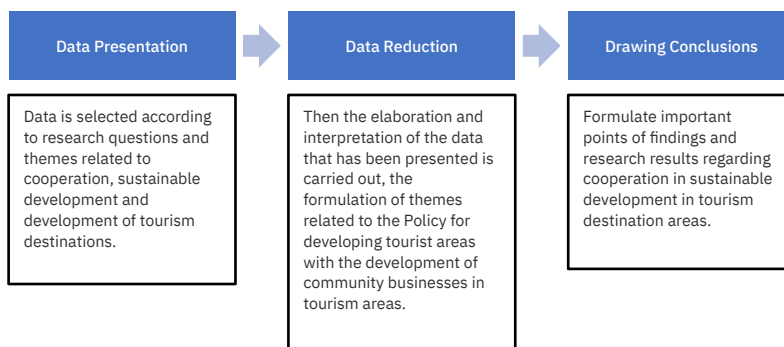 Data Presentation
Data is selected according
to research questions and
themes related to
cooperation, sustainable
development and
development of tourism
destinations.
Data Reduction
Then the elaboration and
interpretation of the data
that has been presented is
carried out, the
formulation of themes
related to the Policy for
developing tourist areas
with the development of
community businesses in
tourism areas.
Drawing Conclusions
Formulate important
points of findings and
research results regarding
cooperation in sustainable
development in tourism
destination areas.